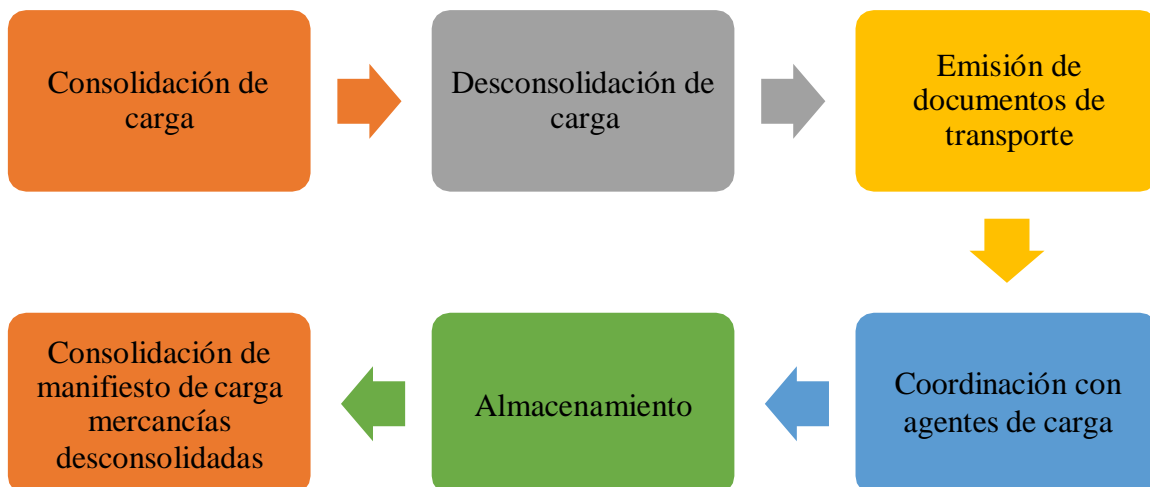 Consolidación de
carga
Desconsolidación de
carga
Emisión de
documentos de
transporte
Coordinación con
agentes de carga
Almacenamiento
Consolidación de
manifiesto de carga
mercancías
desconsolidadas